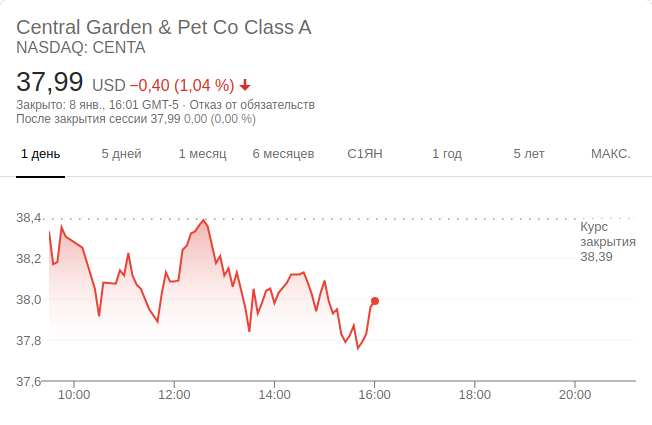 Central Garden & Pet Co Class A
NASDAQ: CENTA
37,99 USD −0,40 (1,04 %)
Закрыто: 8 янв., 16:01 GMT-5 · Отказ от обязательств
После закрытия сессии 37,99 0,00 (0,00 %)
1 день 5 дней 1 месяц 6 месяцев С1ЯН 1 год 5 лет МАКС.
38,4
Курс
закрытия
38,39
38,2
38,0
37,8
37,6
10:00 12:00 14:00 16:00 18:00 20:00